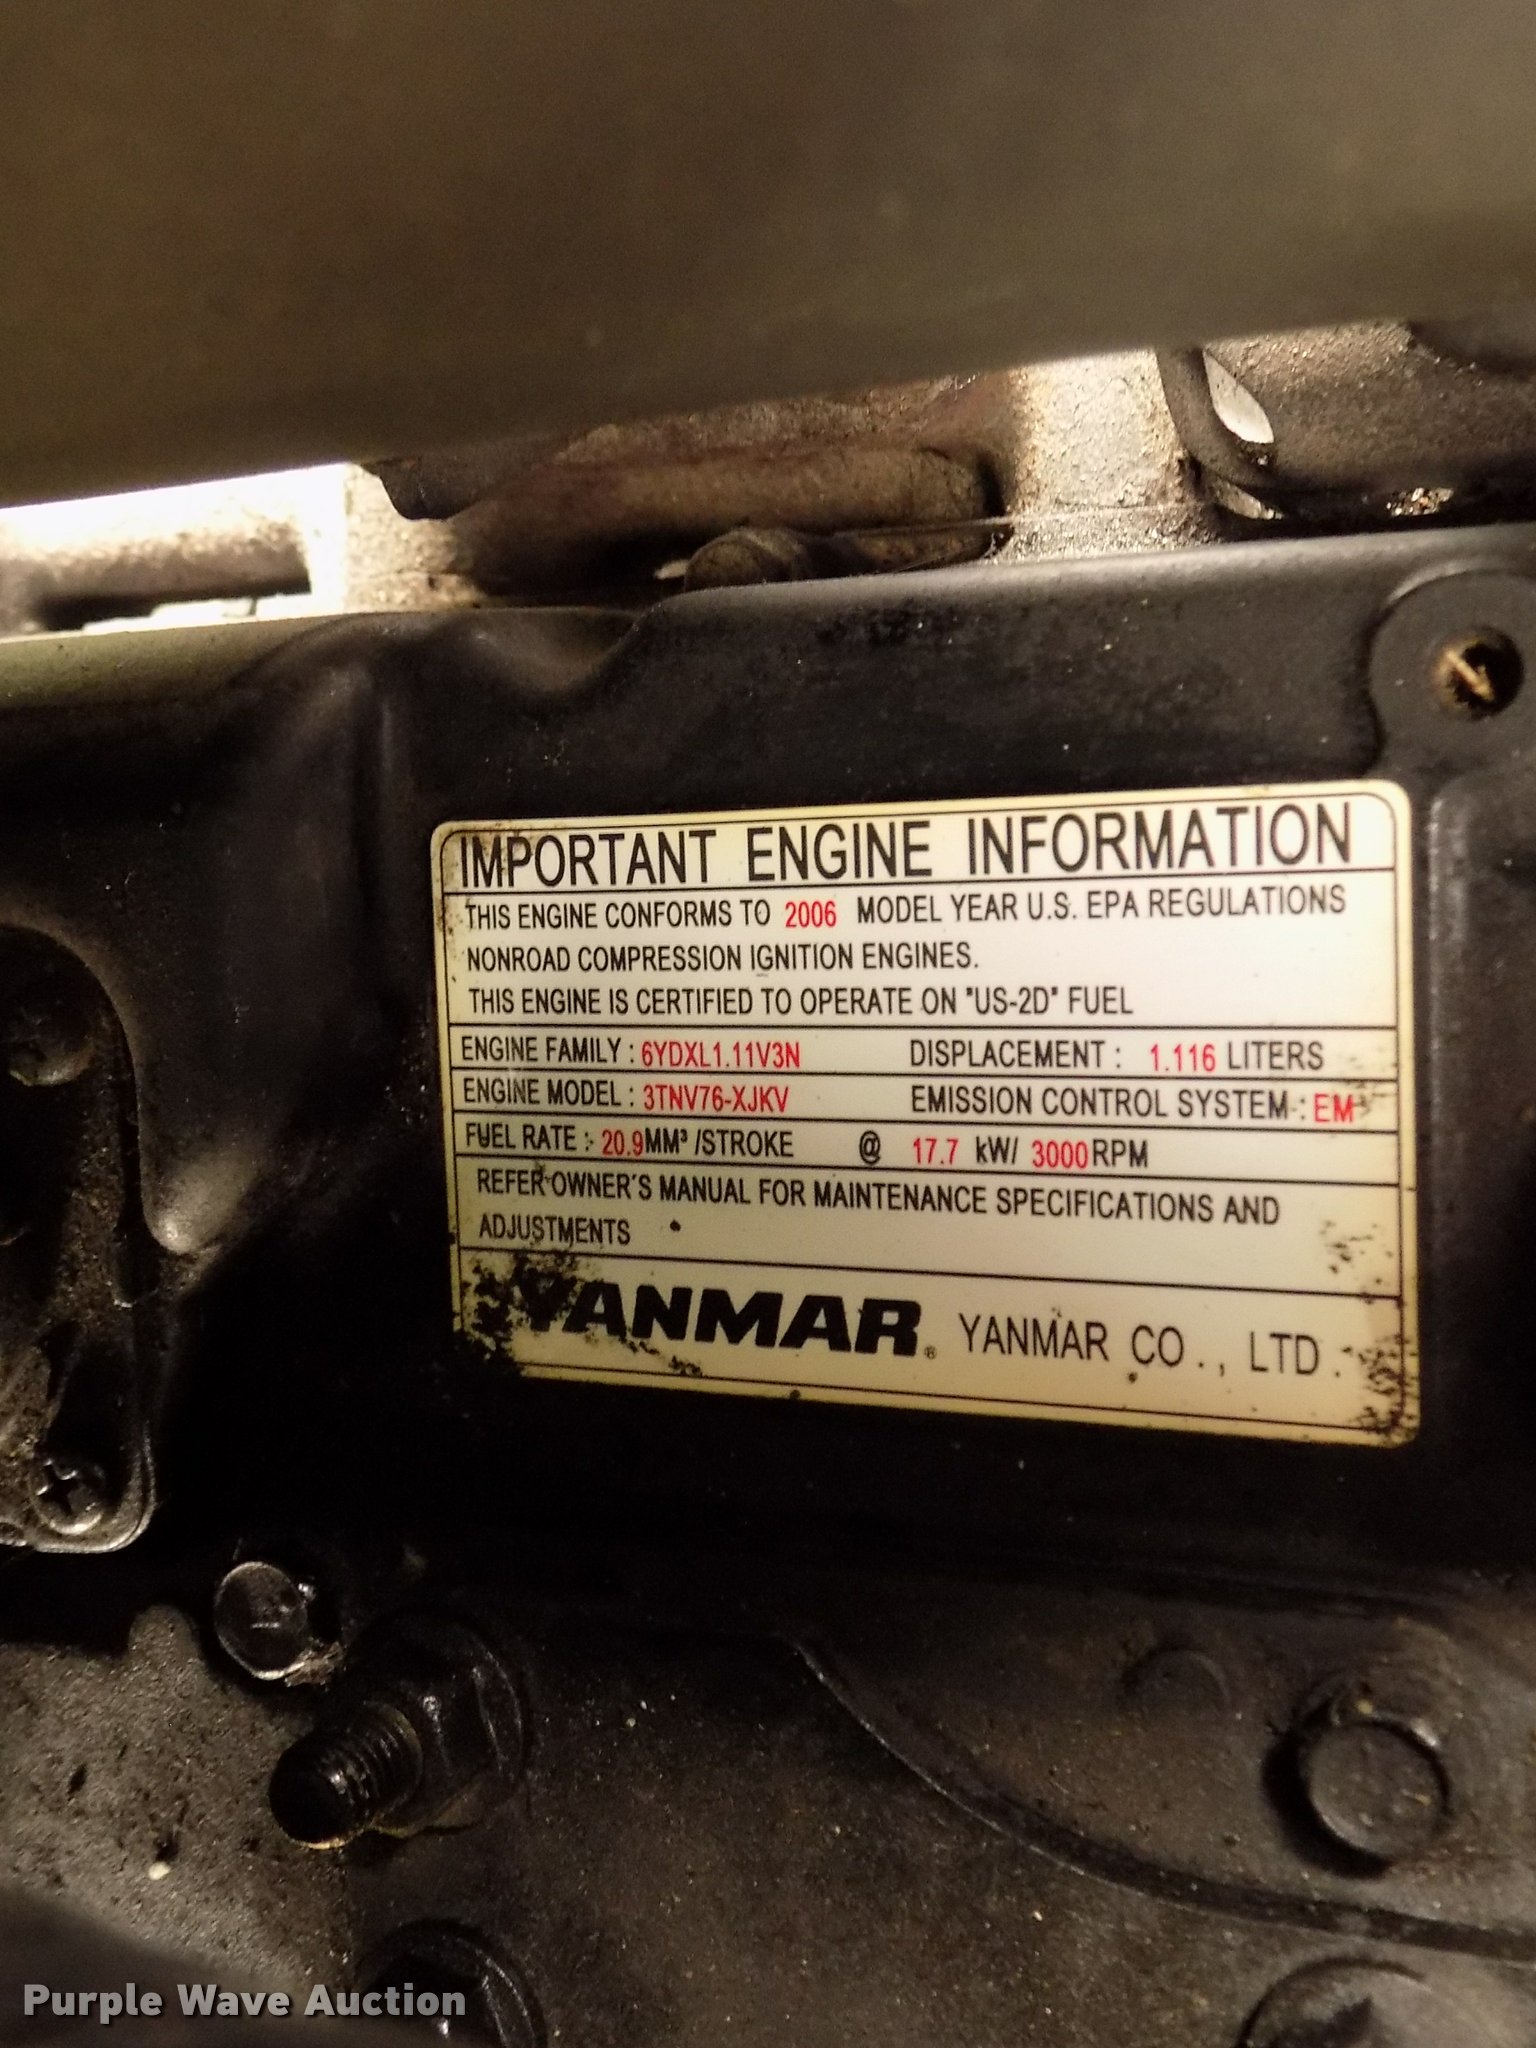 IMPORTANT ENGINE INFORMATION
THIS ENGINE CONFORMS TO 2006 MODEL YEAR U.S. EPA REGULATIONS
NONROAD COMPRESSION IGNITION ENGINES.
THIS ENGINE IS CERTIFIED TO OPERATE ON "US-2D" FUEL
ENGINE FAMILY : 6YDXL1.11V3N DISPLACEMENT : 1.116 LITERS
ENGINE MODEL : 3TNV76-XJKV EMISSION CONTROL SYSTEM : EM
FUEL RATE : 20.9MM³ /STROKE @ 17.7 kW/ 3000RPM
REFER OWNER'S MANUAL FOR MAINTENANCE SPECIFICATIONS AND
ADJUSTMENTS
YANMAR® YANMAR CO., LTD.
Purple Wave Auction